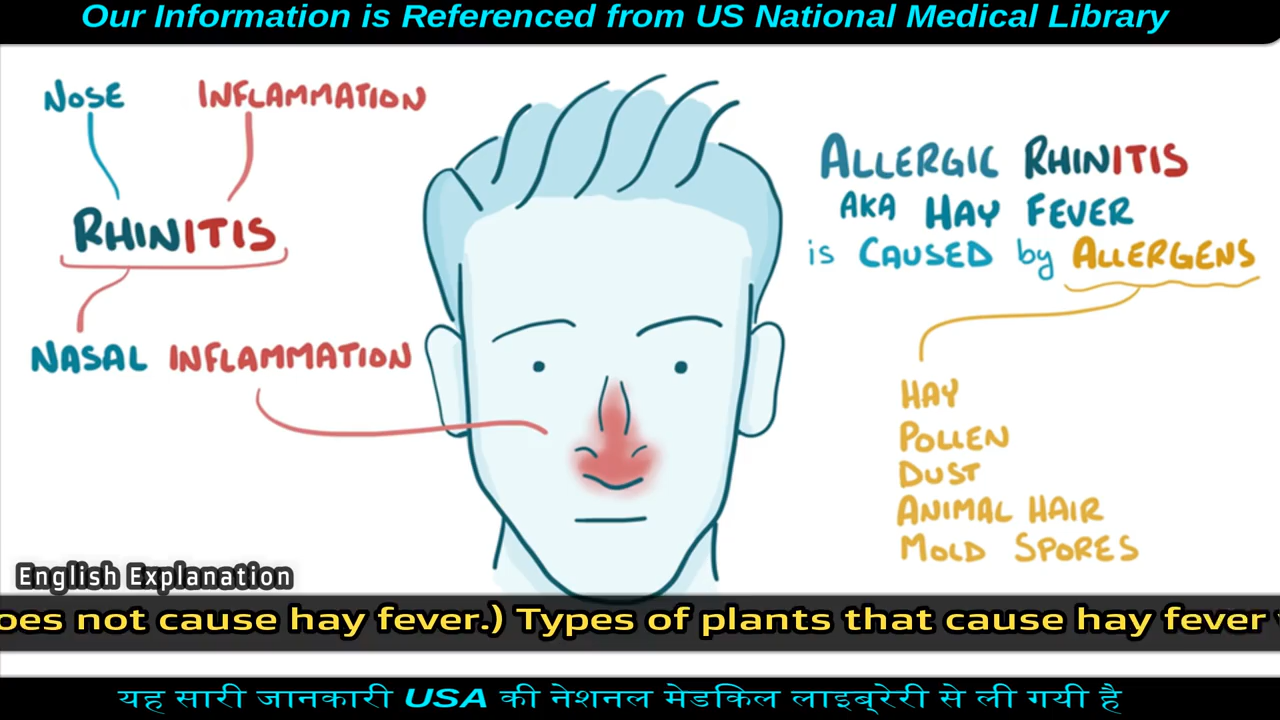 Our Information is Referenced from US National Medical Library
NOSE INFLAMMATION
RHINITIS
NASAL INFLAMMATION
ALLERGIC RHINITIS
AKA HAY FEVER
is CAUSED by ALLERGENS
HAY
POLLEN
DUST
ANIMAL HAIR
MOLD SPORES
English Explanation
oes not cause hay fever.) Types of plants that cause hay fever
यह सारी जानकारी USA की नेशनल मेडकिल लाइब्रेरी से ली गयी है